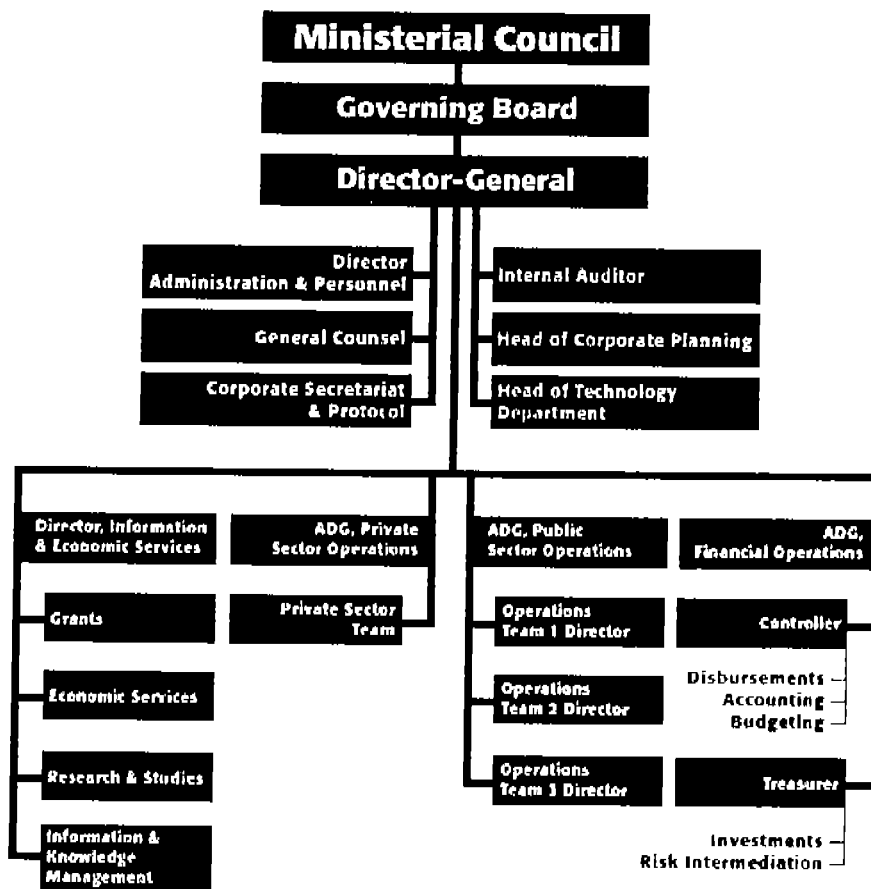 Ministerial Council
Governing Board
Director-General
Director
Administration & Personnel
General Counsel
Corporate Secretariat
& Protocol
Internal Auditor
Head of Corporate Planning
Head of Technology
Department
Director, Information
& Economic Services
Grants
Economic Services
Research & Studies
Information &
Knowledge
Management
ADG, Private
Sector Operations
Private Sector
Team
ADG, Public
Sector Operations
Operations
Team 1 Director
Operations
Team 2 Director
Operations
Team 3 Director
ADG,
Financial Operations
Controller
Disbursements
Accounting
Budgeting
Treasurer
Investments
Risk Intermediation